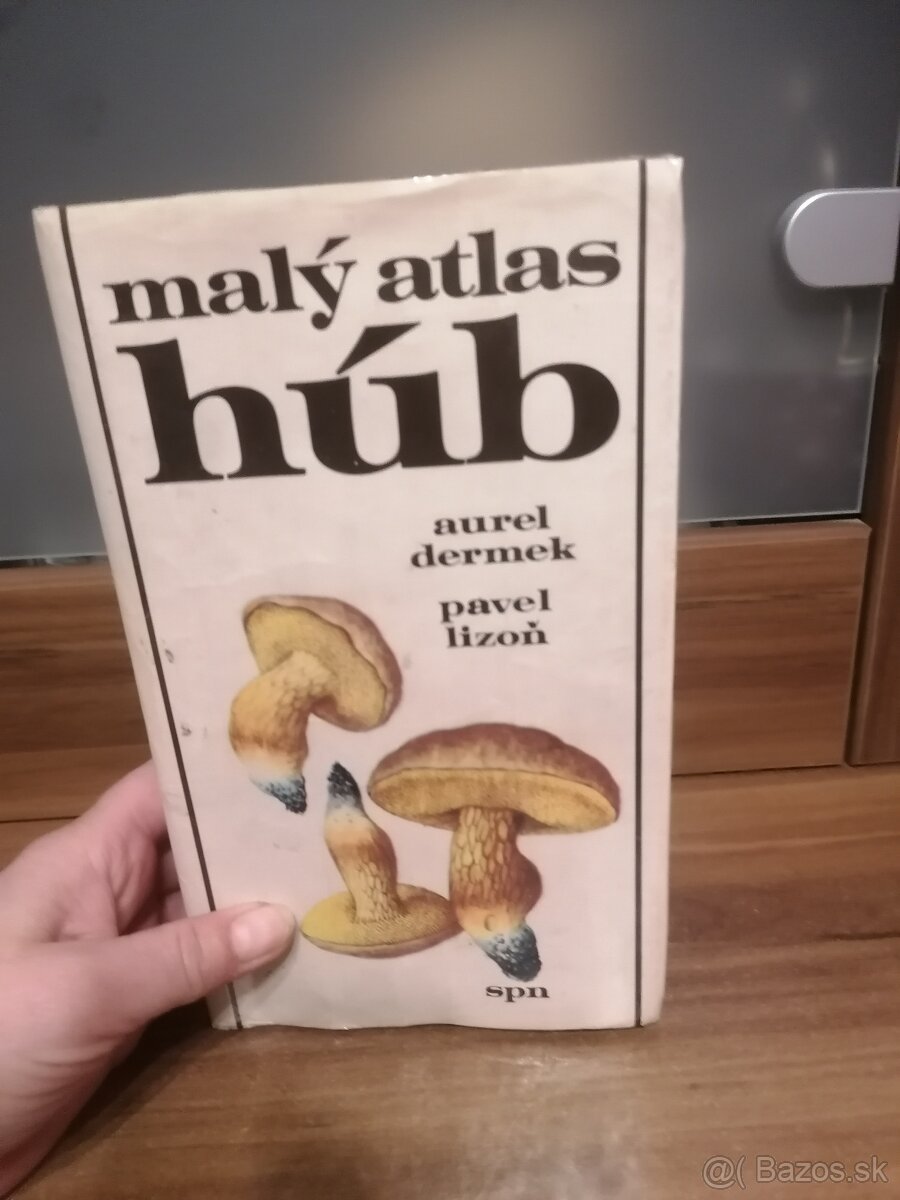 malý atlas
húb
aurel
dermek
pavel
lizoň
spn
@( Bazos.sk